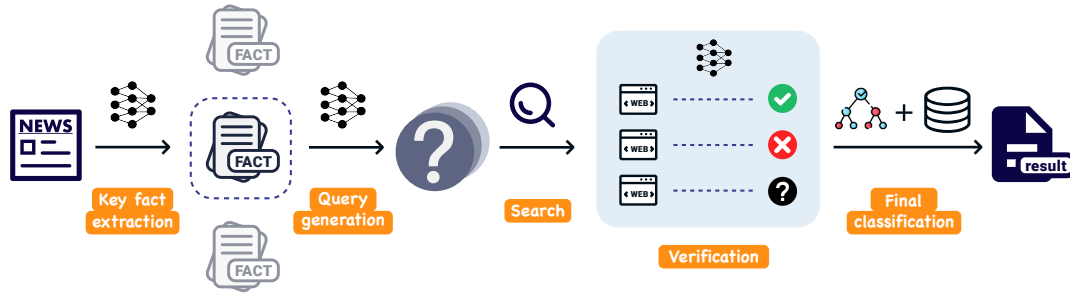 FACT
NEWS
FACT
FACT
Key fact
extraction
Query
generation
?
Search
< WEB >
< WEB >
< WEB >
?
Verification
+
Final
classification
result